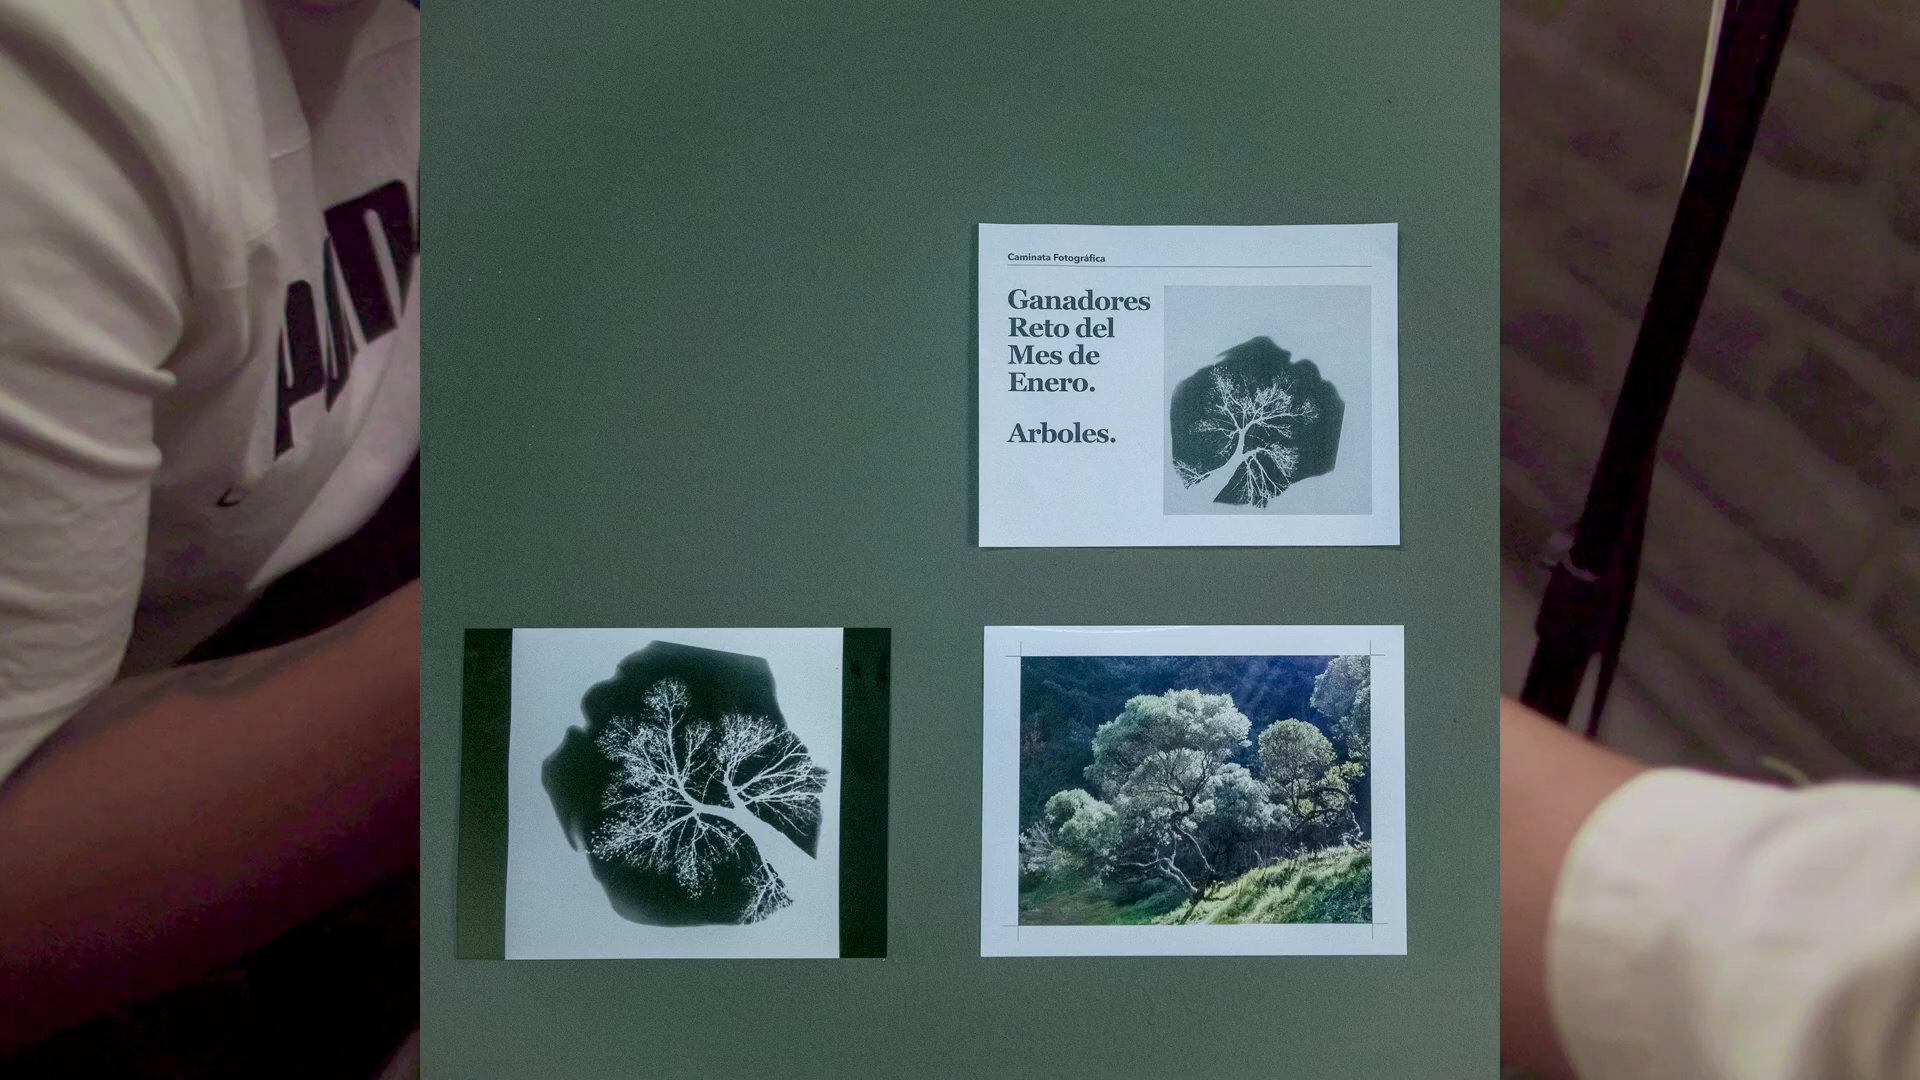 Caminata Fotográfica
Ganadores
Reto del
Mes de
Enero.
Arboles.